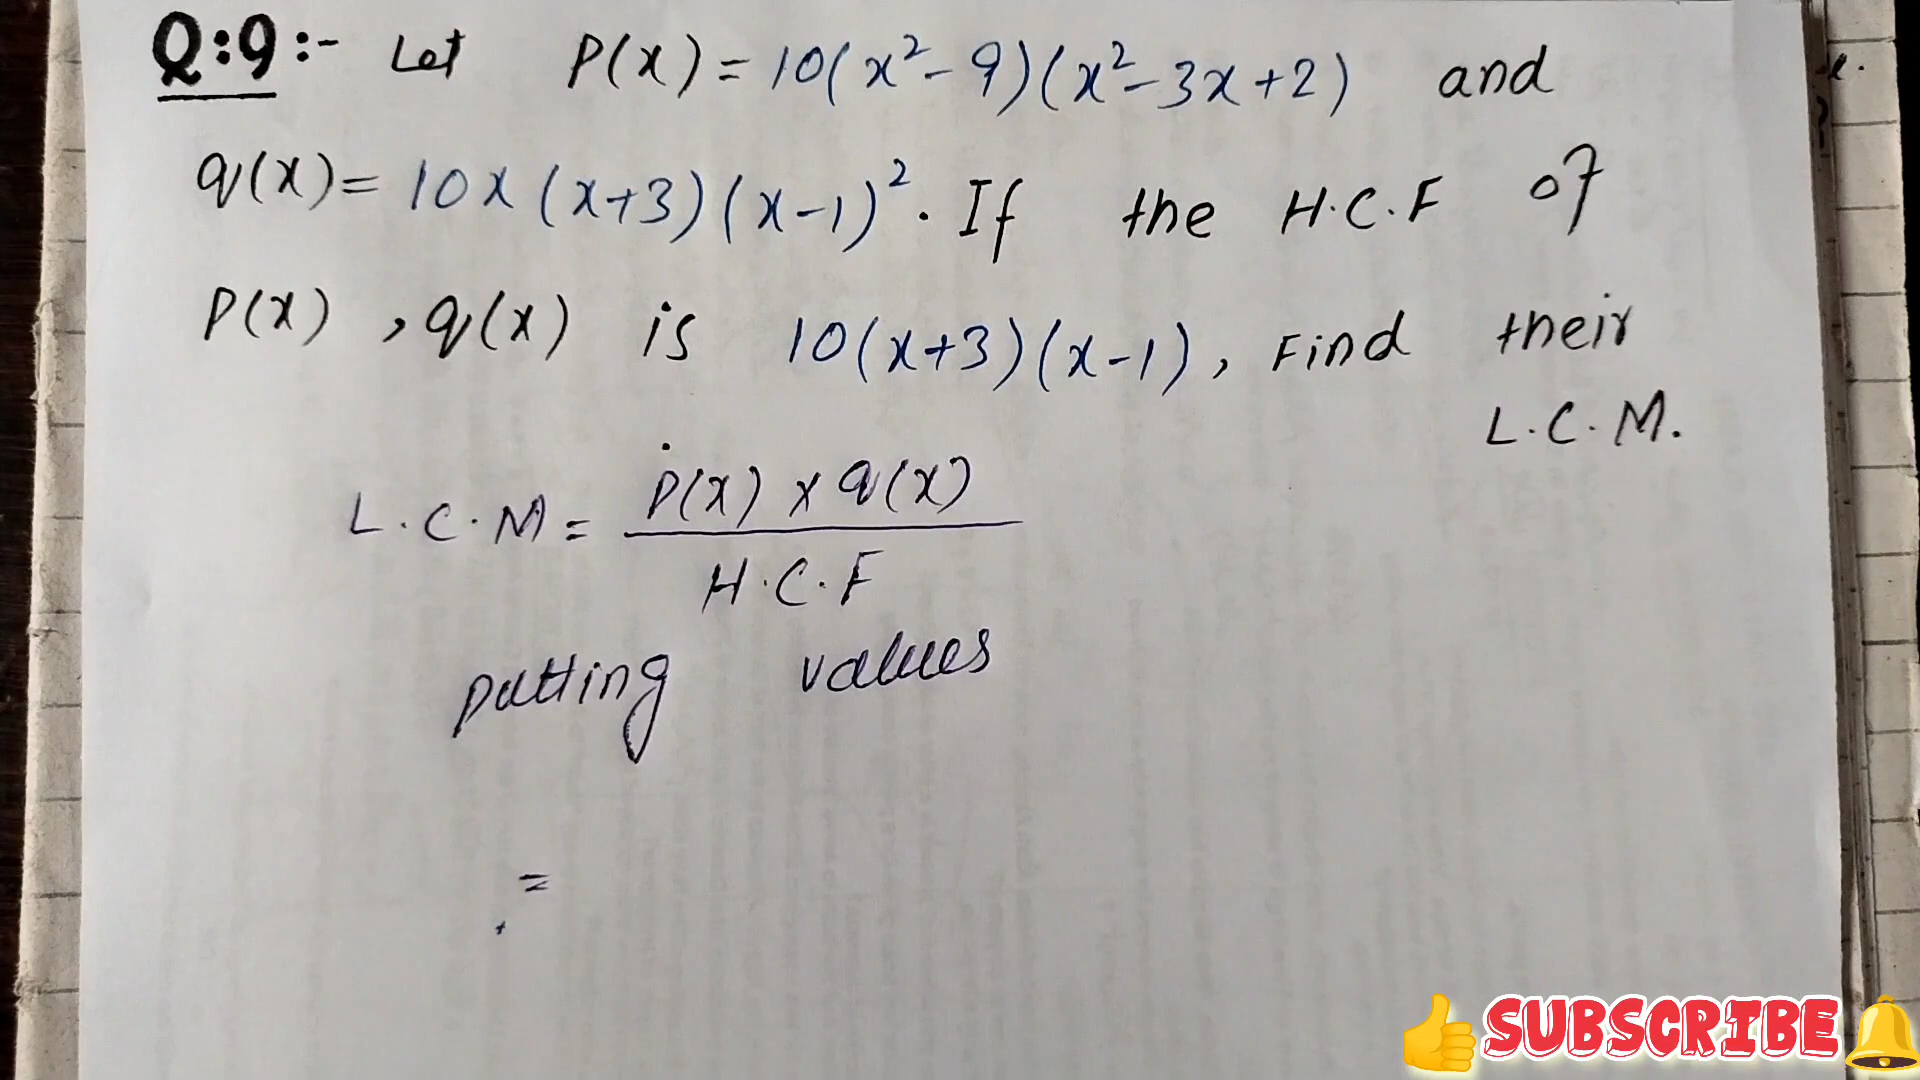 Q:9:- Let P(x) = 10(x²-9)(x²-3x+2) and
q(x) = 10x(x+3)(x-1)². If the H.C.F of
P(x), q(x) is 10(x+3)(x-1), Find their
L.C.M.
L.C.M = P(x) x q(x)
H.C.F
putting values
=
SUBSCRIBE